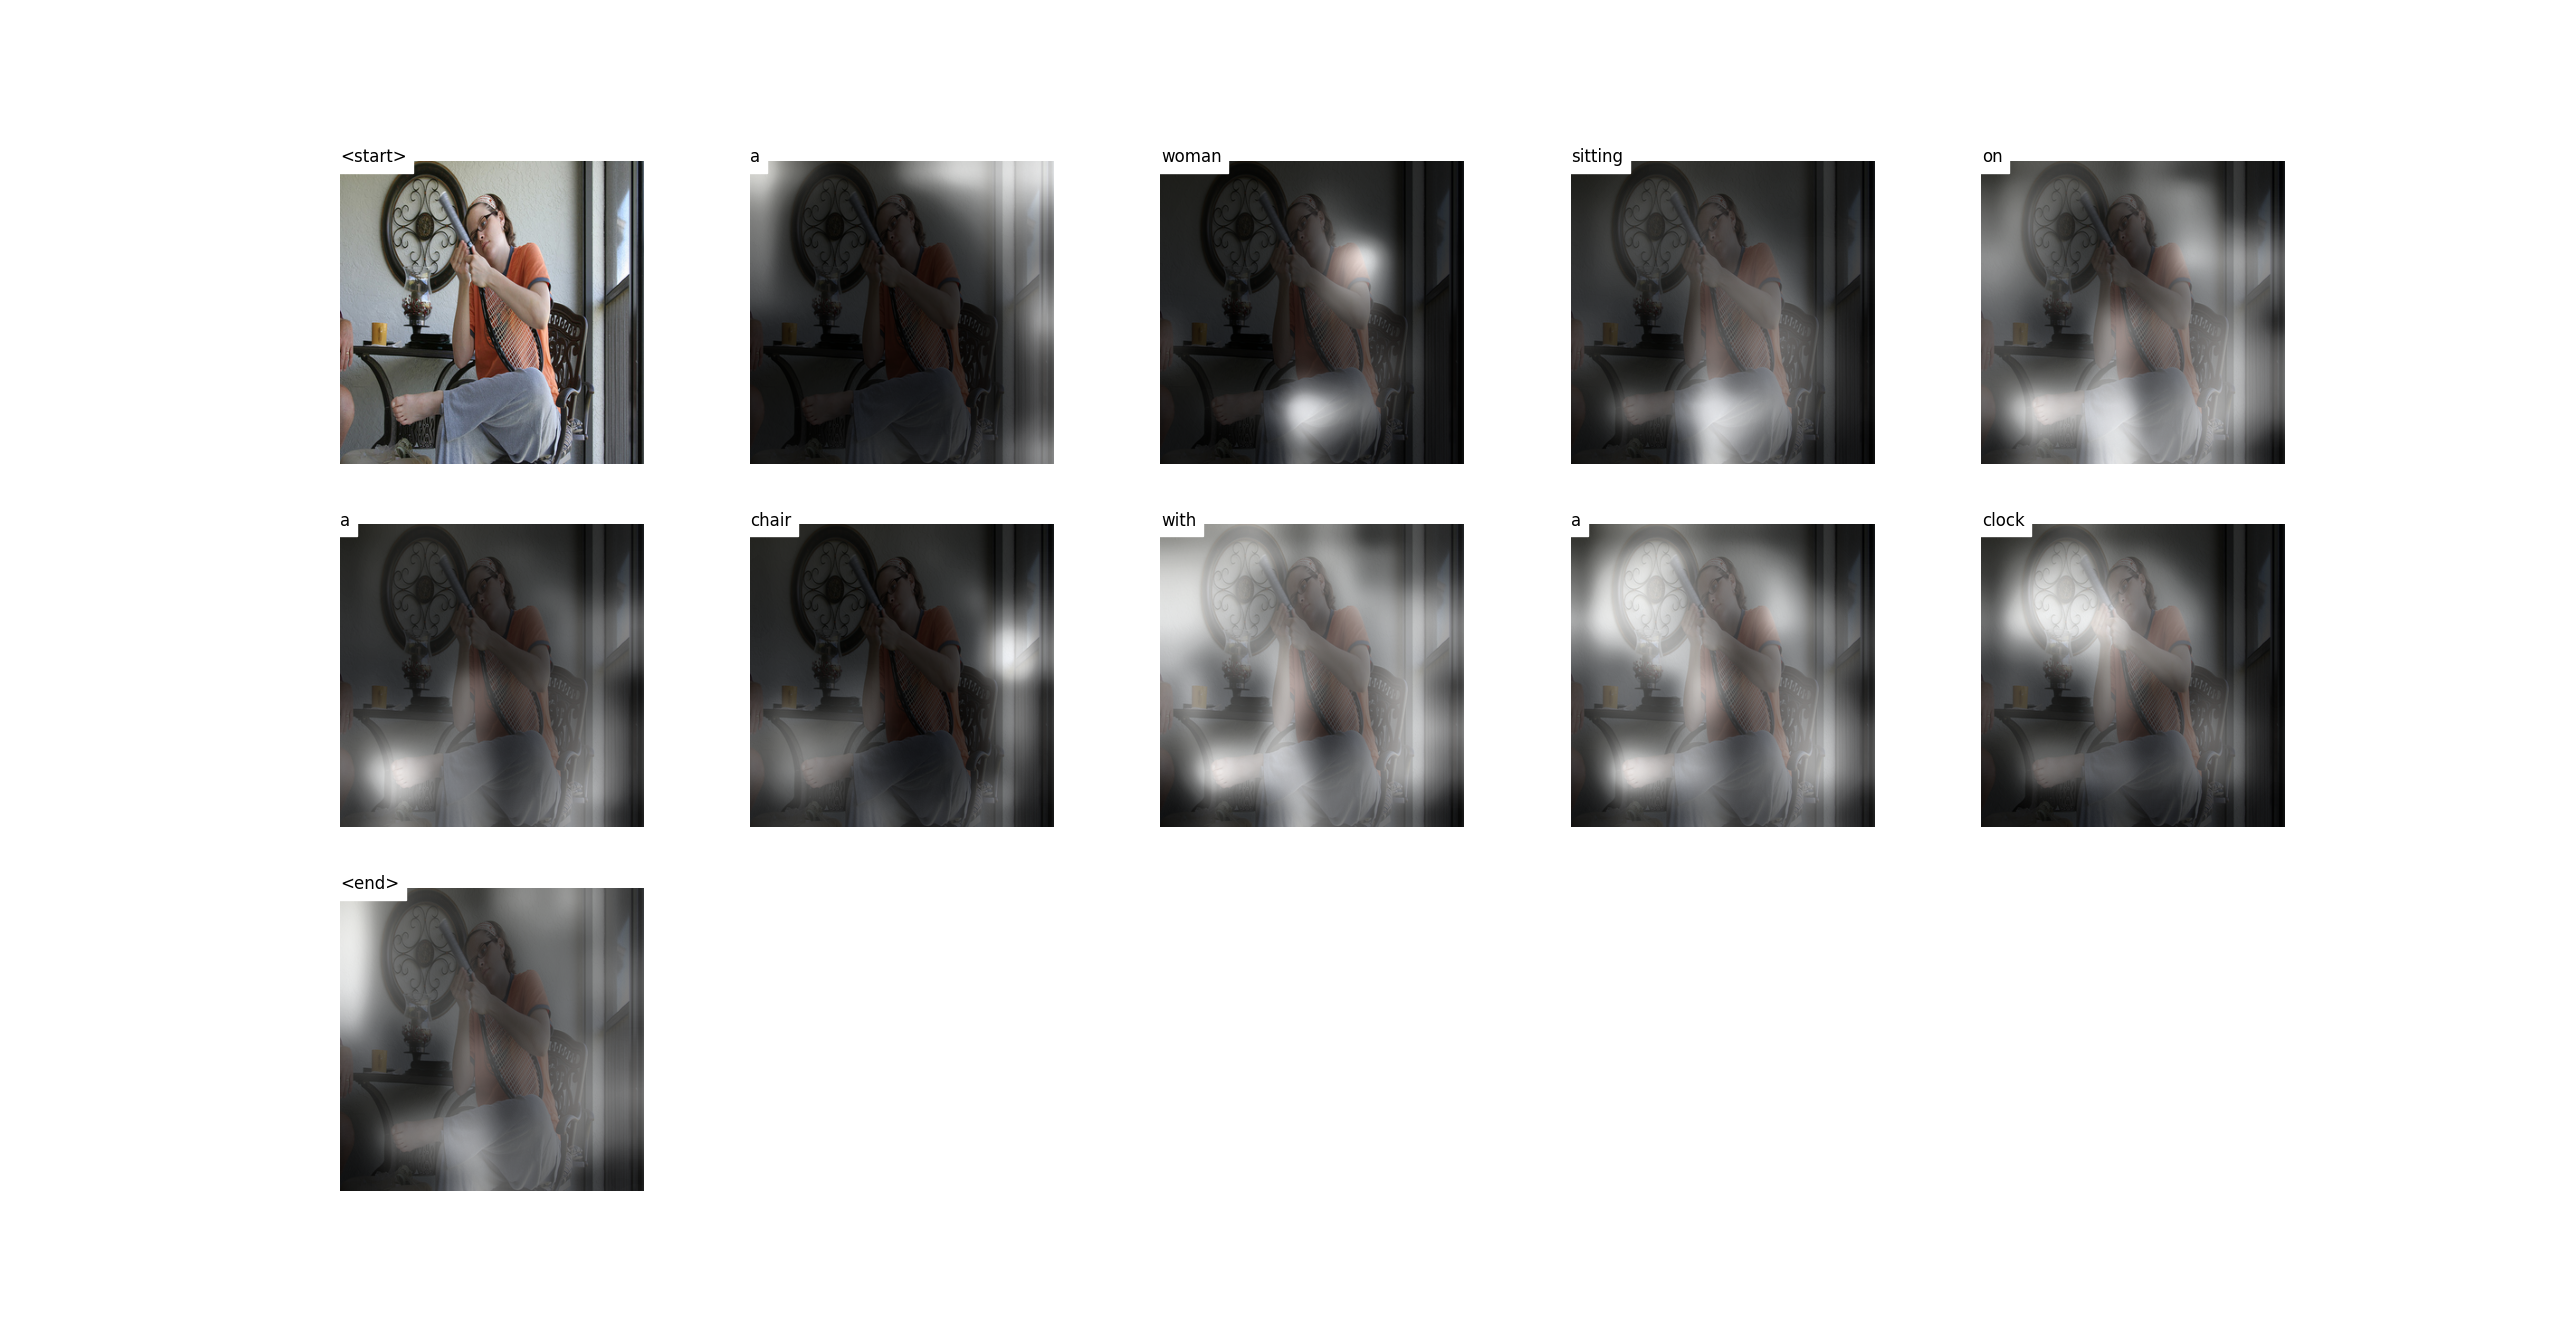 <start> a woman sitting on
a chair with a clock
<end>